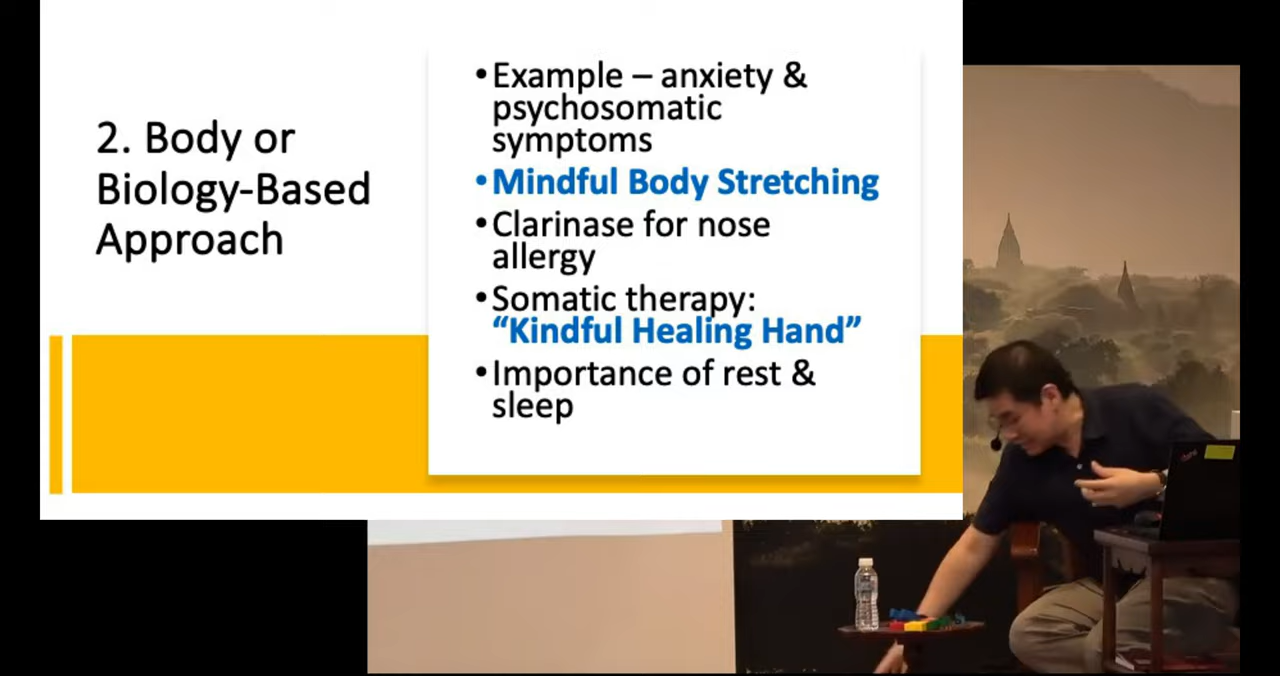 2. Body or
Biology-Based
Approach
•Example – anxiety &
psychosomatic
symptoms
•Mindful Body Stretching
•Clarinase for nose
allergy
•Somatic therapy:
“Kindful Healing Hand”
•Importance of rest &
sleep